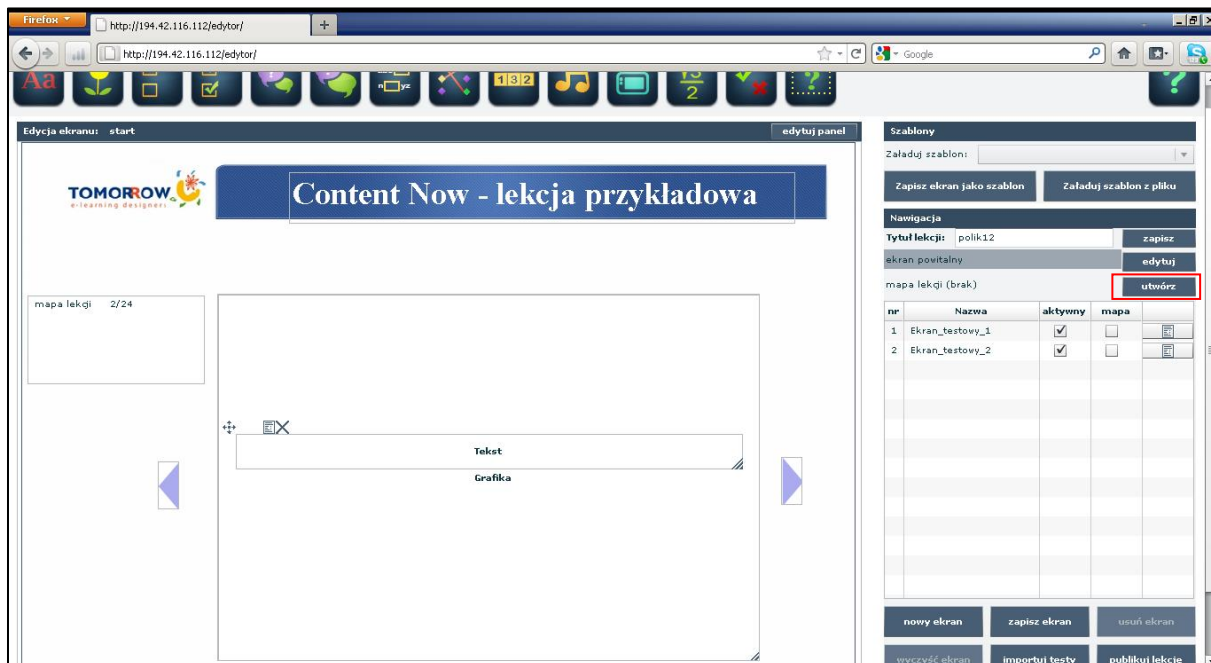 Firefox
http://194.42.116.112/edytor/
http://194.42.116.112/edytor/
Google
Aa
1 3 2
?
Edycja ekranu: start
edytuj panel
TOMORROW
e-learning designers
Content Now - lekcja przykładowa
mapa lekcji 2/24
Tekst
Grafika
Szablony
Załaduj szablon:
Zapisz ekran jako szablon
Załaduj szablon z pliku
Nawigacja
Tytuł lekcji: polik12 zapisz
ekran powitalny edytuj
mapa lekcji (brak) utwórz
nr Nazwa aktywny mapa
1 Ekran_testowy_1
2 Ekran_testowy_2
nowy ekran zapisz ekran usuń ekran
wyczyść ekran importuj testy publikuj lekcje